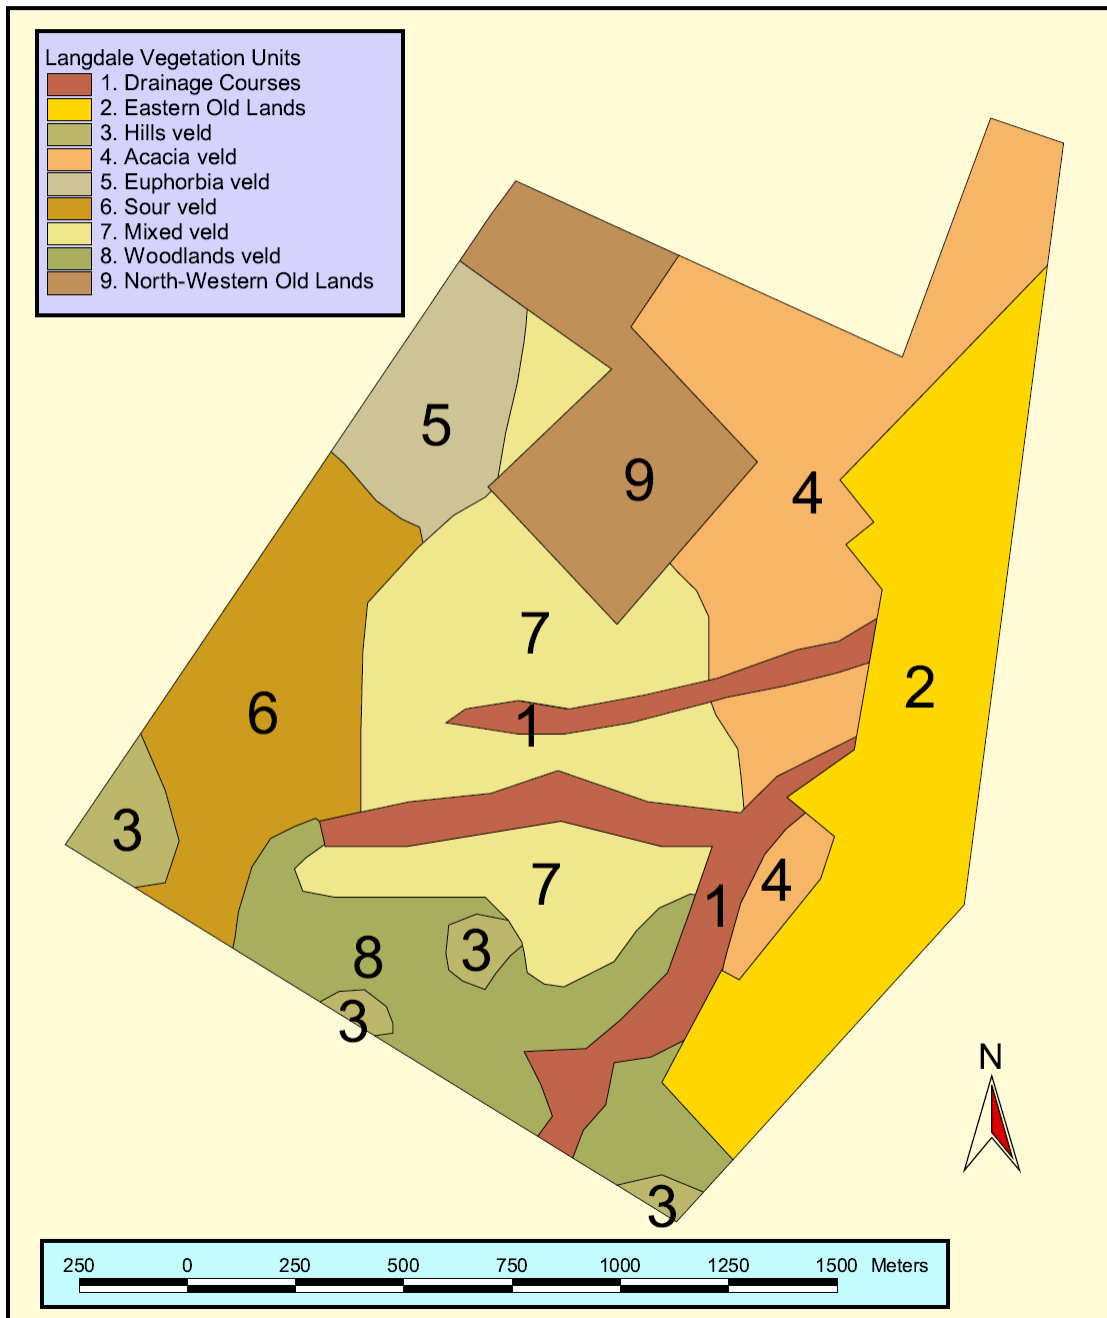 Langdale Vegetation Units
1. Drainage Courses
2. Eastern Old Lands
3. Hills veld
4. Acacia veld
5. Euphorbia veld
6. Sour veld
7. Mixed veld
8. Woodlands veld
9. North-Western Old Lands
5
9
4
7
2
6
1
3
7
4
1
3
8
3
N
3
250 0 250 500 750 1000 1250 1500 Meters